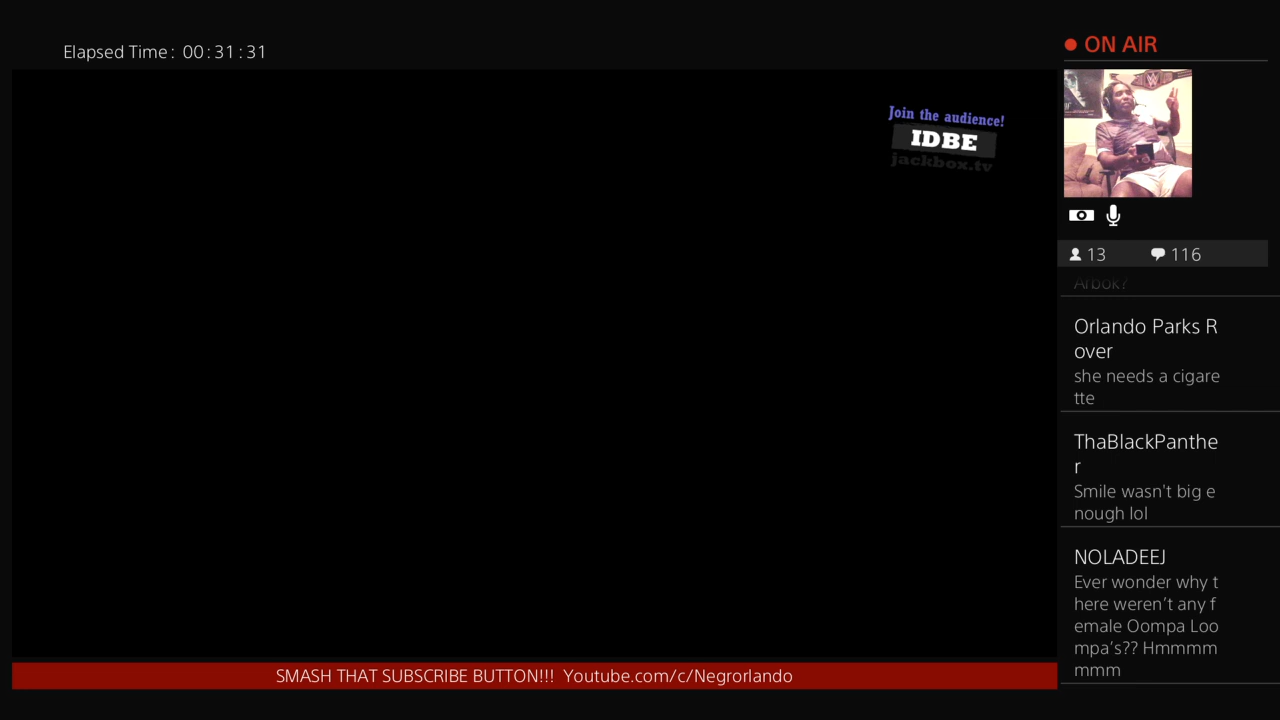 Elapsed Time: 00:31:31
ON AIR
Join the audience!
IDBE
jackbox.tv
13
116
Arbok?
Orlando Parks R
over
she needs a cigare
tte
ThaBlackPanthe
r
Smile wasn't big e
nough lol
NOLADEEJ
Ever wonder why t
here weren’t any f
emale Oompa Loo
mpa’s?? Hmmmm
mmm
SMASH THAT SUBSCRIBE BUTTON!!! Youtube.com/c/Negrorlando